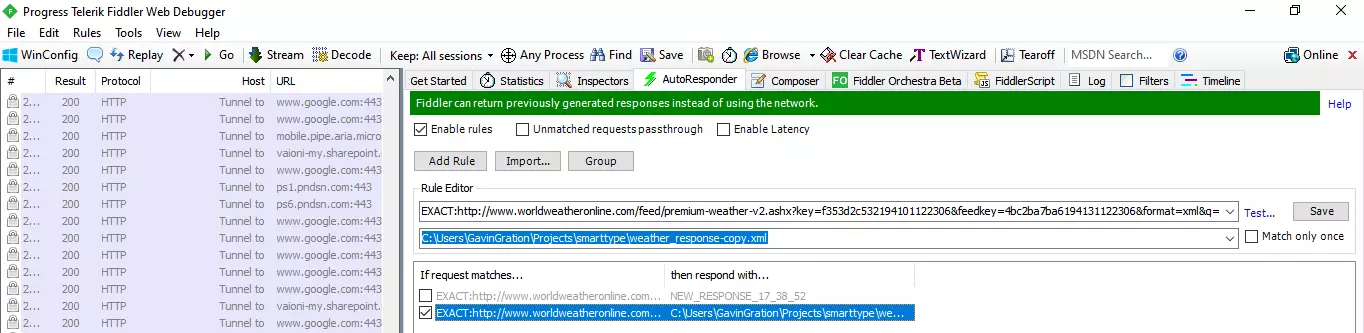 Progress Telerik Fiddler Web Debugger
File Edit Rules Tools View Help
WinConfig Replay Go Stream Decode Keep: All sessions Any Process Find Save Browse Clear Cache TextWizard Tearoff MSDN Search... Online
# Result Protocol Host URL
2... 200 HTTP Tunnel to www.google.com:443
2... 200 HTTP Tunnel to www.google.com:443
2... 200 HTTP Tunnel to mobile.pipe.aria.micro
2... 200 HTTP Tunnel to vaioni-my.sharepoint.
2... 200 HTTP Tunnel to www.google.com:443
2... 200 HTTP Tunnel to ps1.pndsn.com:443
2... 200 HTTP Tunnel to ps6.pndsn.com:443
2... 200 HTTP Tunnel to www.google.com:443
2... 200 HTTP Tunnel to www.google.com:443
2... 200 HTTP Tunnel to www.google.com:443
2... 200 HTTP Tunnel to www.google.com:443
2... 200 HTTP Tunnel to www.google.com:443
2... 200 HTTP Tunnel to vaioni-my.sharepoint.
2... 200 HTTP Tunnel to www.google.com:443
Get Started Statistics Inspectors AutoResponder Composer FO Fiddler Orchestra Beta FiddlerScript Log Filters Timeline
Fiddler can return previously generated responses instead of using the network. Help
Enable rules Unmatched requests passthrough Enable Latency
Add Rule Import... Group
Rule Editor
EXACT:http://www.worldweatheronline.com/feed/premium-weather-v2.ashx?key=f353d2c532194101122306&feedkey=4bc2ba7ba6194131122306&format=xml&q= Test... Save
C:\Users\GavinGration\Projects\smarttype\weather_response-copy.xml Match only once
If request matches... then respond with...
EXACT:http://www.worldweatheronline.com... NEW_RESPONSE_17_38_52
EXACT:http://www.worldweatheronline.com... C:\Users\GavinGration\Projects\smarttype\we...